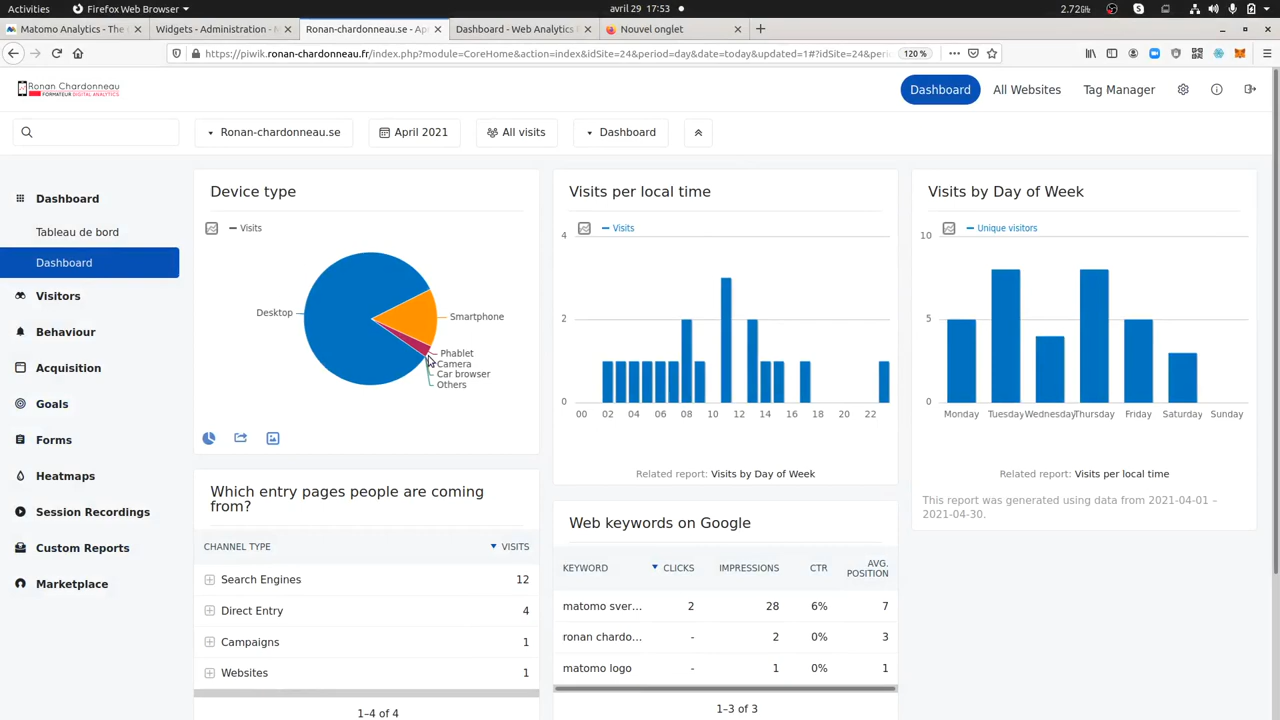 Activities
Firefox Web Browser
avril 29 17:53
2.72GB
Matomo Analytics - The
Widgets - Administration -
Ronan-chardonneau.se - Ap
Dashboard - Web Analytics
Nouvel onglet
https://piwik.ronan-chardonneau.fr/index.php?module=CoreHome&action=index&idSite=24&period=day&date=today&updated=1#?idSite=24&peri
120 %
Ronan Chardonneau
FORMATEUR DIGITAL ANALYTICS
Dashboard
All Websites
Tag Manager
Ronan-chardonneau.se
April 2021
All visits
Dashboard
Dashboard
Tableau de bord
Dashboard
Visitors
Behaviour
Acquisition
Goals
Forms
Heatmaps
Session Recordings
Custom Reports
Marketplace
Device type
Visits
Desktop
Smartphone
Phablet
Camera
Car browser
Others
Which entry pages people are coming
from?
CHANNEL TYPE VISITS
Search Engines 12
Direct Entry 4
Campaigns 1
Websites 1
1–4 of 4
Visits per local time
Visits
4
2
0
00 02 04 06 08 10 12 14 16 18 20 22
Related report: Visits by Day of Week
Web keywords on Google
KEYWORD CLICKS IMPRESSIONS CTR AVG.
POSITION
matomo sver... 2 28 6% 7
ronan chardo... - 2 0% 3
matomo logo - 1 0% 1
1–3 of 3
Visits by Day of Week
Unique visitors
10
5
0
Monday Tuesday Wednesday Thursday Friday Saturday Sunday
Related report: Visits per local time
This report was generated using data from 2021-04-01 –
2021-04-30.